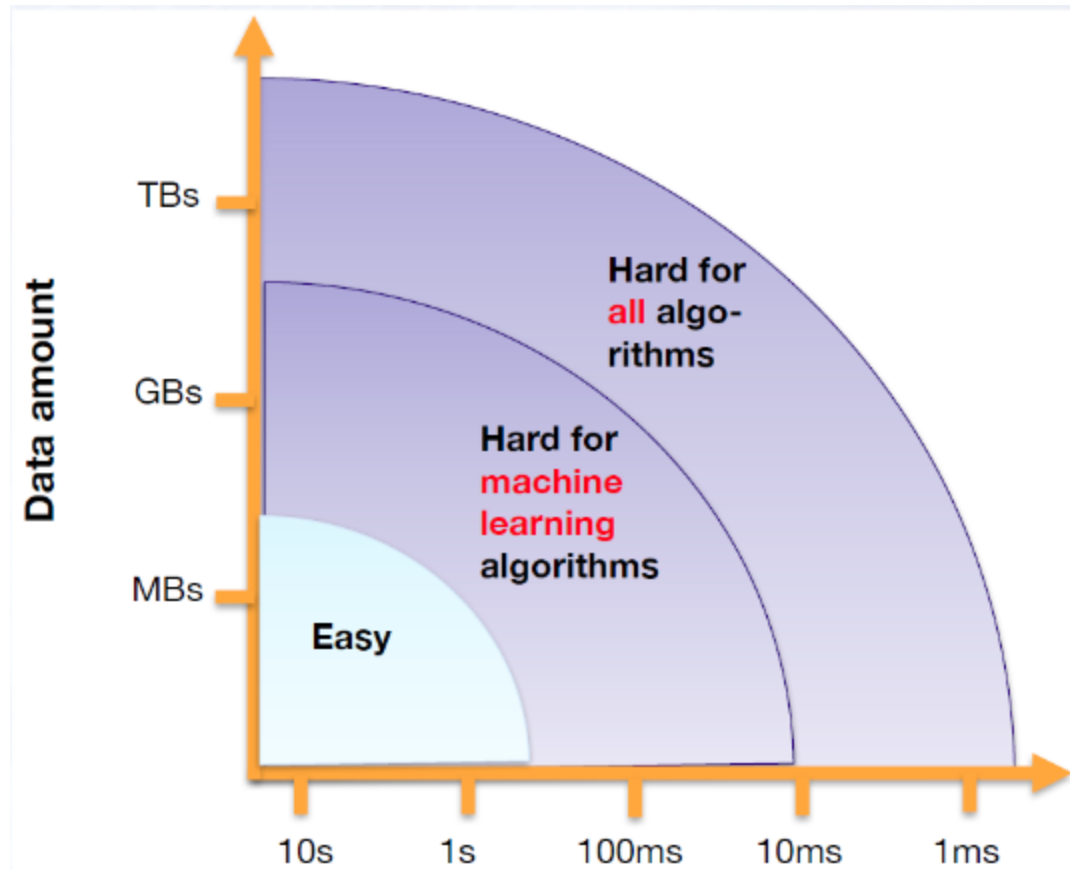 TBs
Hard for
all algo-
rithms
Data amount
GBs
Hard for
machine
learning
algorithms
MBs
Easy
10s
1s
100ms
10ms
1ms